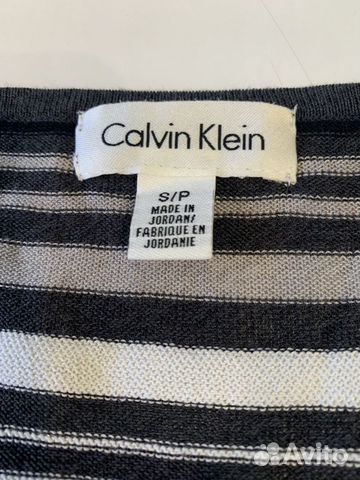 Calvin Klein
S/P
MADE IN
JORDAN/
FABRIQUE EN
JORDANIE
Avito